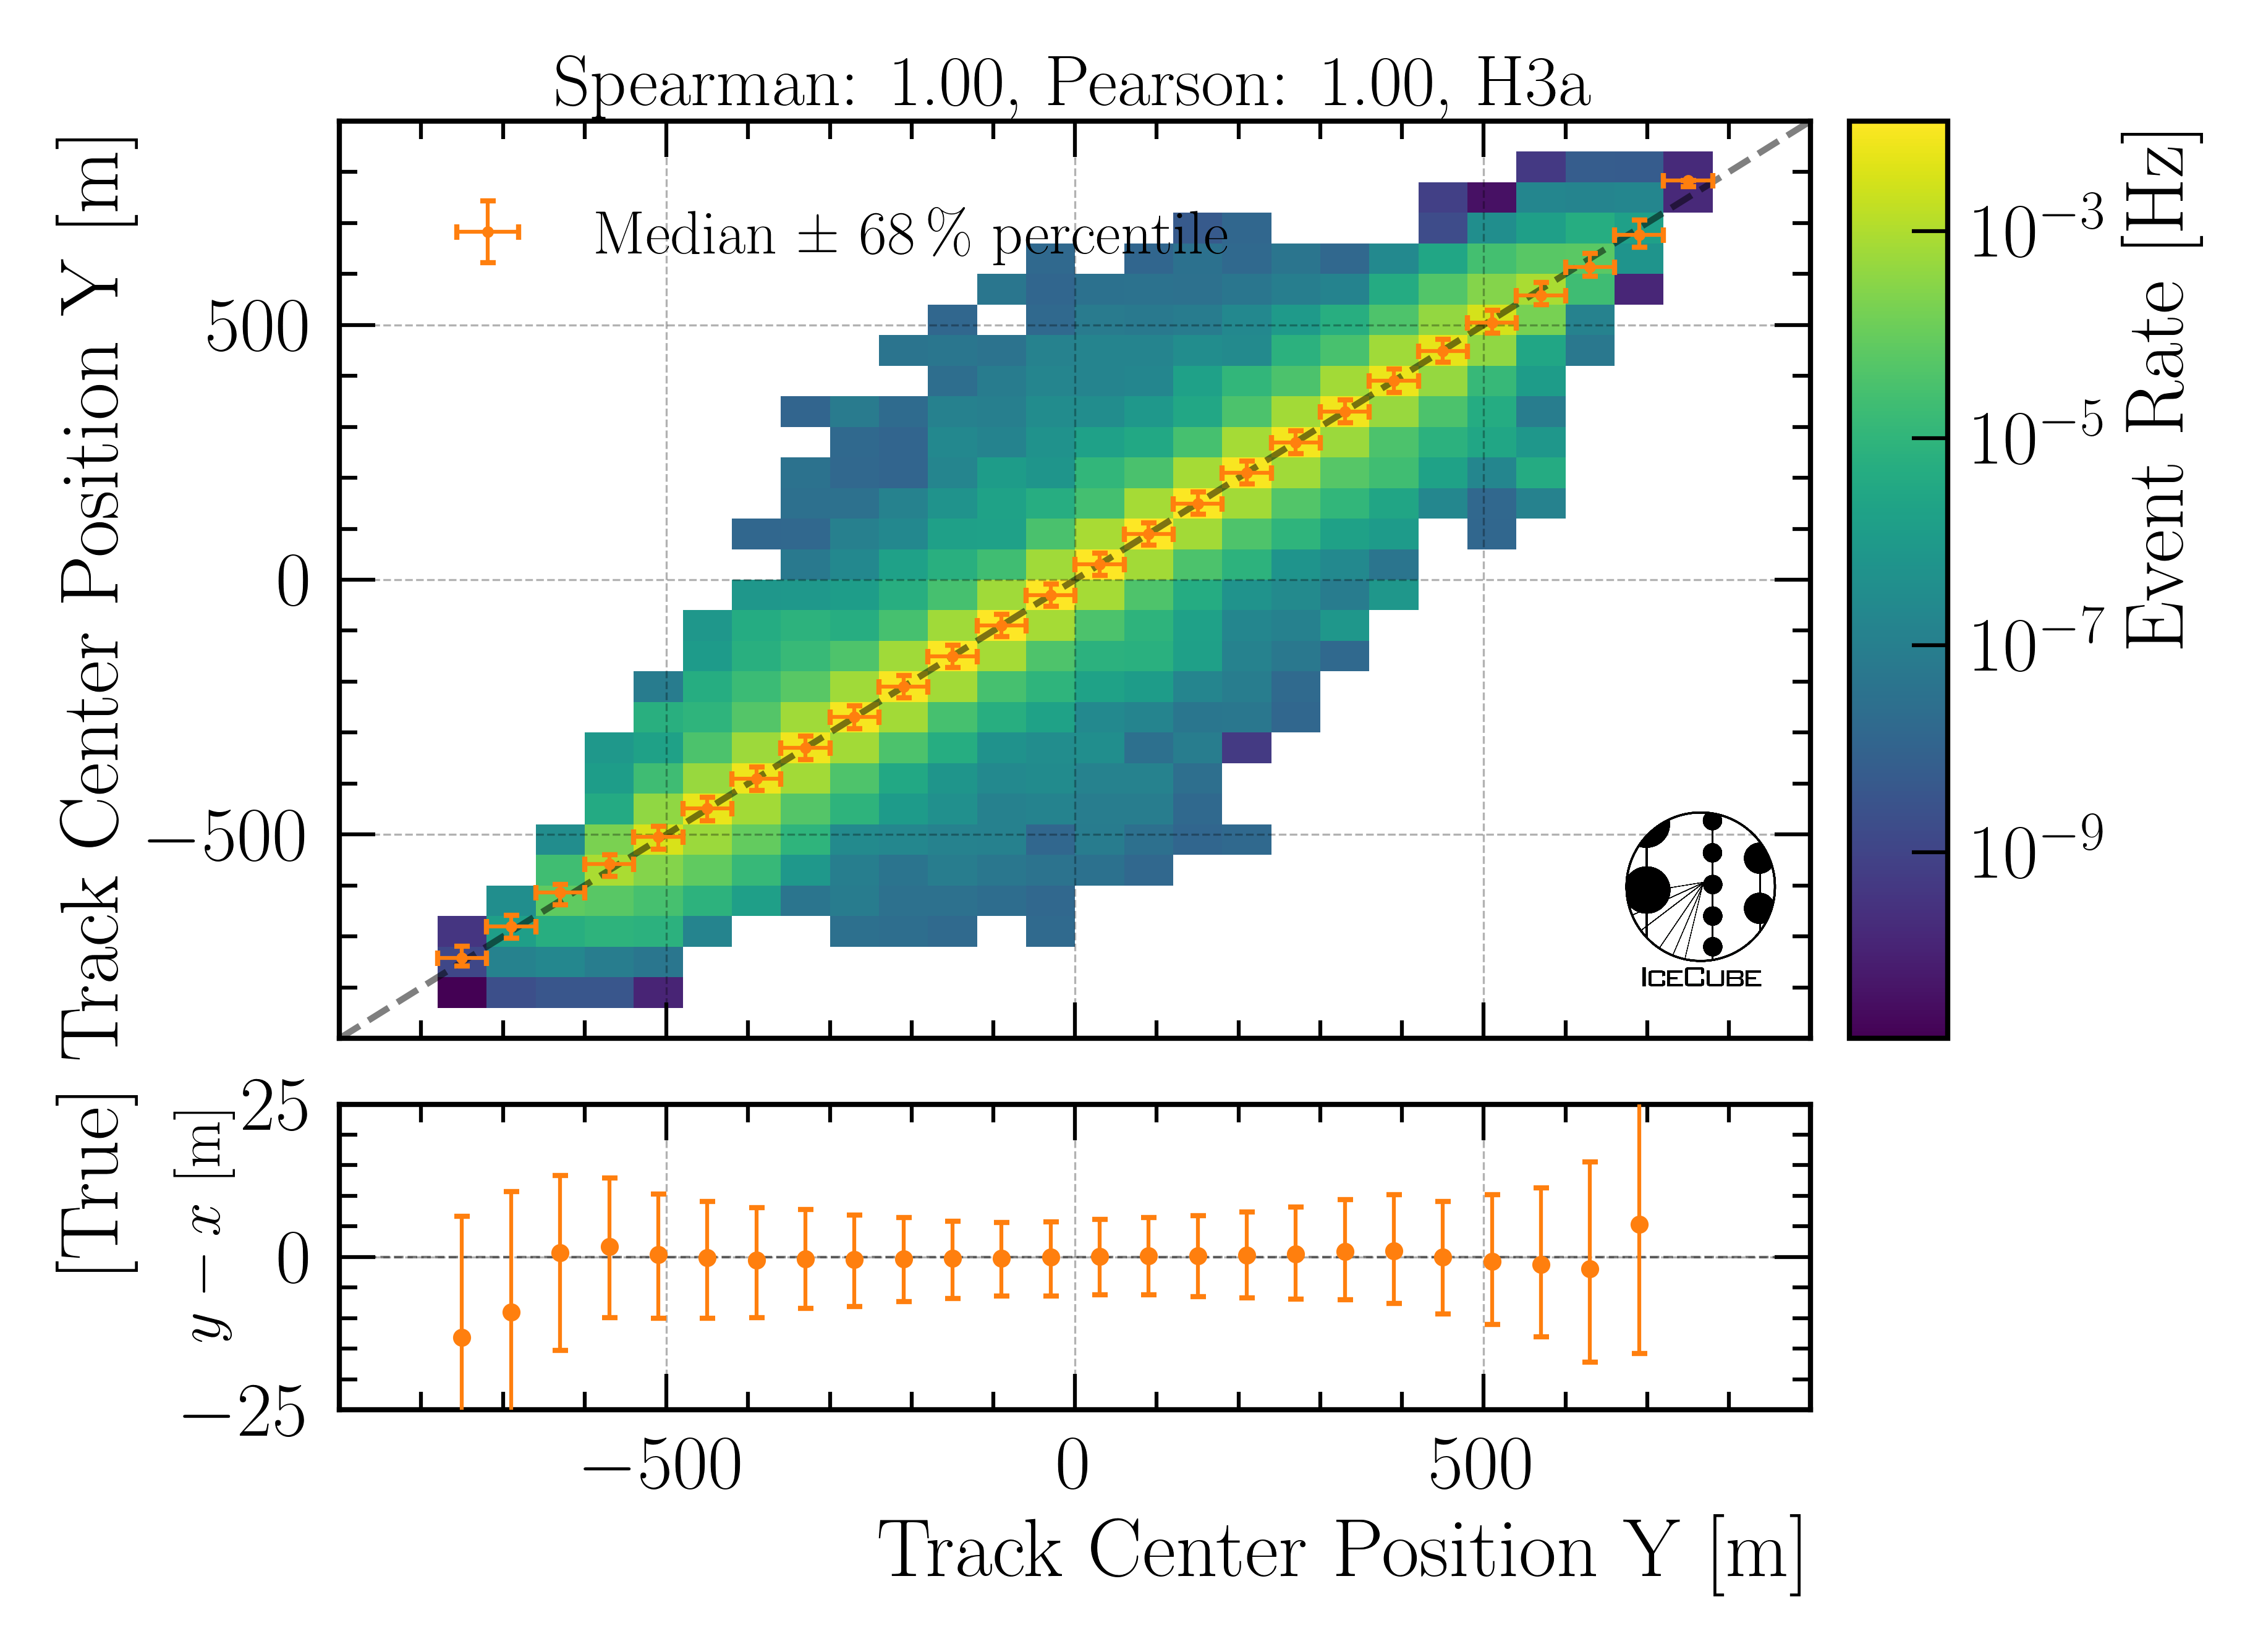 Spearman: 1.00, Pearson: 1.00, H3a
[True] Track Center Position Y [m]
500
0
−500
Median ± 68 % percentile
ICECUBE
10⁻³
10⁻⁵
10⁻⁷
10⁻⁹
Event Rate [Hz]
y − x [m]
25
0
−25
−500
0
500
Track Center Position Y [m]